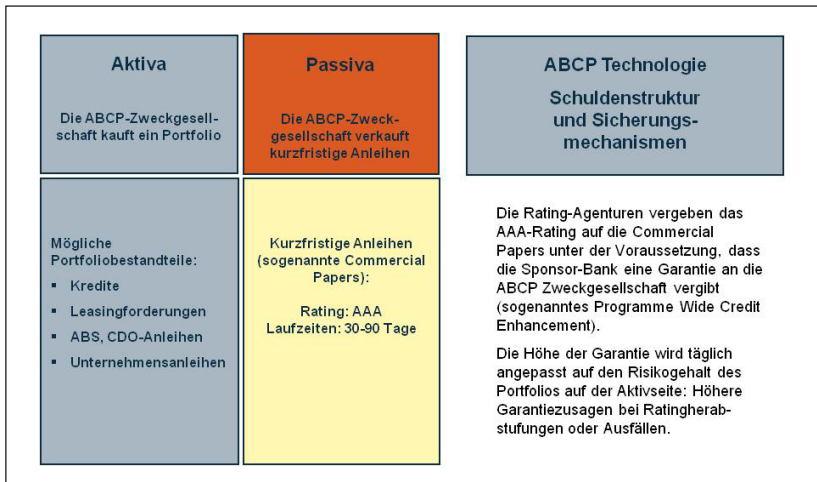 Aktiva
Die ABCP-Zweckgesell-
schaft kauft ein Portfolio
Passiva
Die ABCP-Zweck-
gesellschaft verkauft
kurzfristige Anleihen
ABCP Technologie
Schuldenstruktur
und Sicherungs-
mechanismen
Mögliche
Portfoliobestandteile:
▪ Kredite
▪ Leasingforderungen
▪ ABS, CDO-Anleihen
▪ Unternehmensanleihen
Kurzfristige Anleihen
(sogenannte Commercial
Papers):
Rating: AAA
Laufzeiten: 30-90 Tage
Die Rating-Agenturen vergeben das
AAA-Rating auf die Commercial
Papers unter der Voraussetzung, dass
die Sponsor-Bank eine Garantie an die
ABCP Zweckgesellschaft vergibt
(sogenanntes Programme Wide Credit
Enhancement).
Die Höhe der Garantie wird täglich
angepasst auf den Risikogehalt des
Portfolios auf der Aktivseite: Höhere
Garantiezusagen bei Ratingherab-
stufungen oder Ausfällen.